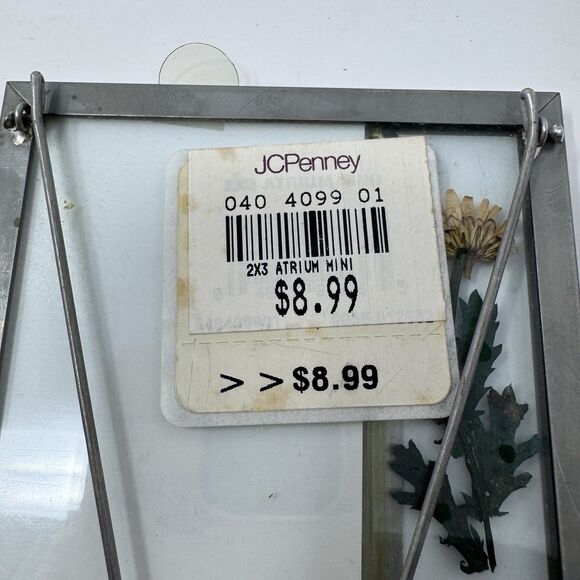 JCPenney
040 4099 01
2X3 ATRIUM MINI
$8.99
> > $8.99